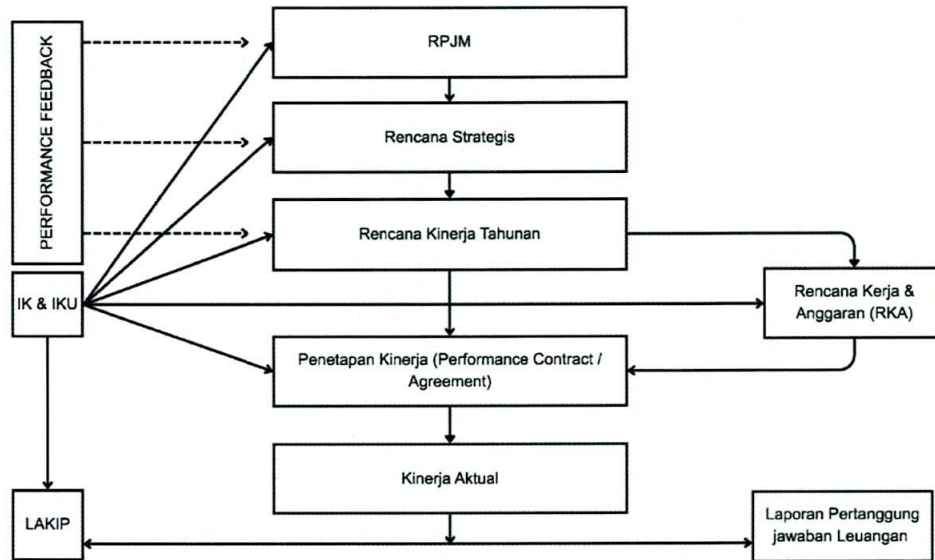 PERFORMANCE FEEDBACK
RPJM
Rencana Strategis
Rencana Kinerja Tahunan
IK & IKU
Rencana Kerja &
Anggaran (RKA)
Penetapan Kinerja (Performance Contract /
Agreement)
Kinerja Aktual
LAKIP
Laporan Pertanggung
jawaban Leuangan